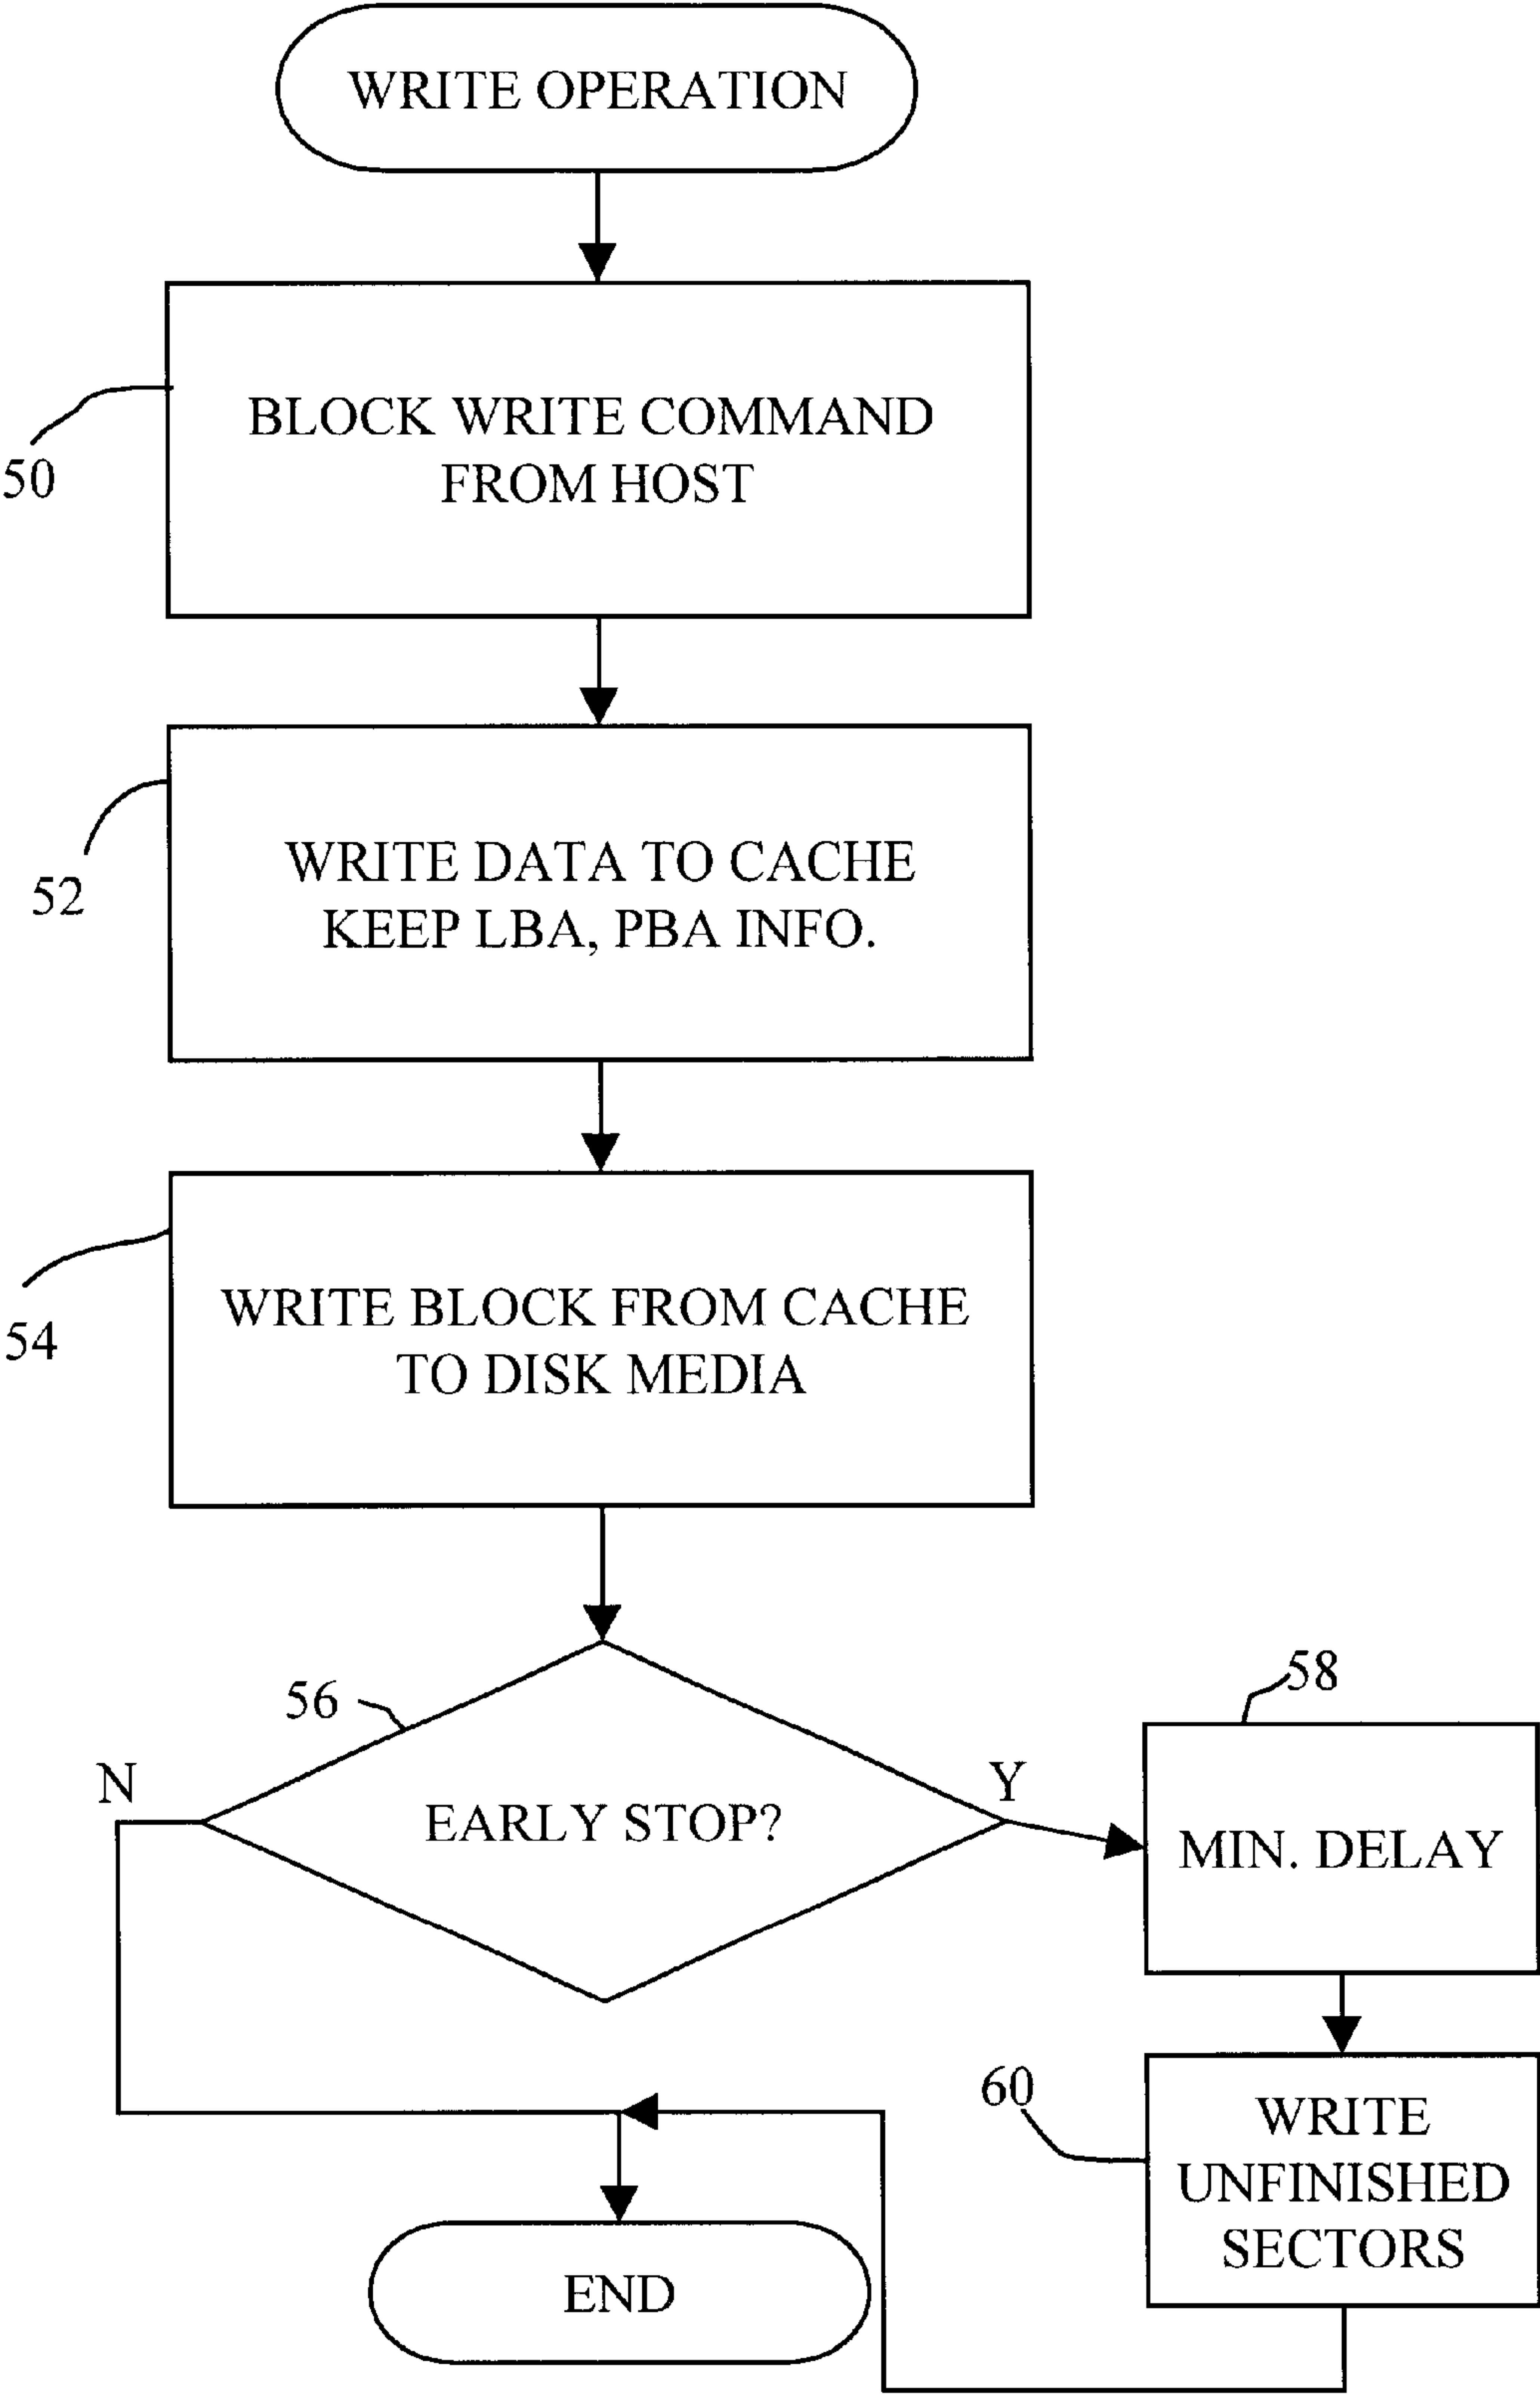 WRITE OPERATION
BLOCK WRITE COMMAND
FROM HOST
50
WRITE DATA TO CACHE
KEEP LBA, PBA INFO.
52
WRITE BLOCK FROM CACHE
TO DISK MEDIA
54
56
58
N
EARLY STOP?
Y
MIN. DELAY
60
WRITE
UNFINISHED
SECTORS
END